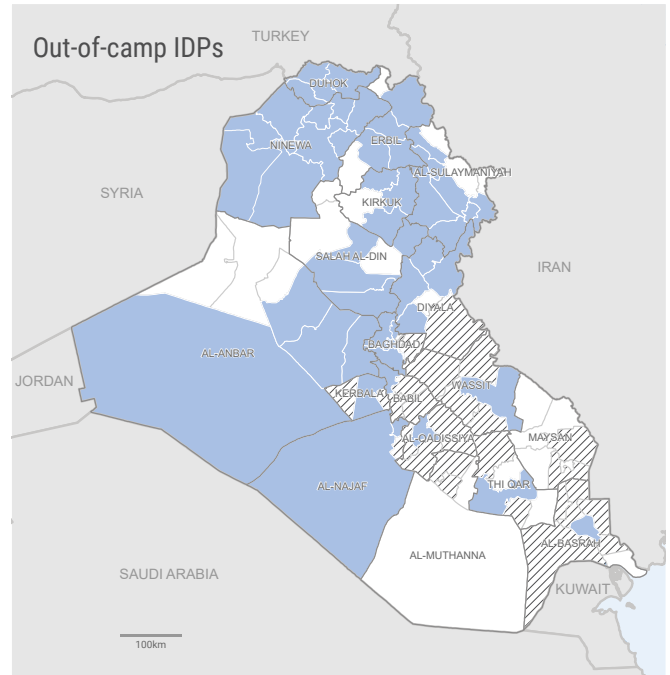 TURKEY
Out-of-camp IDPs
DUHOK
NINEWA
ERBIL
AL-SULAYMANIYAH
SYRIA
KIRKUK
SALAH AL-DIN
IRAN
DIYALA
BAGHDAD
AL-ANBAR
JORDAN
WASSIT
KERBALA
BABIL
AL-QADISSIYA
MAYSAN
AL-NAJAF
THI QAR
AL-BASRAH
AL-MUTHANNA
SAUDI ARABIA
KUWAIT
100km